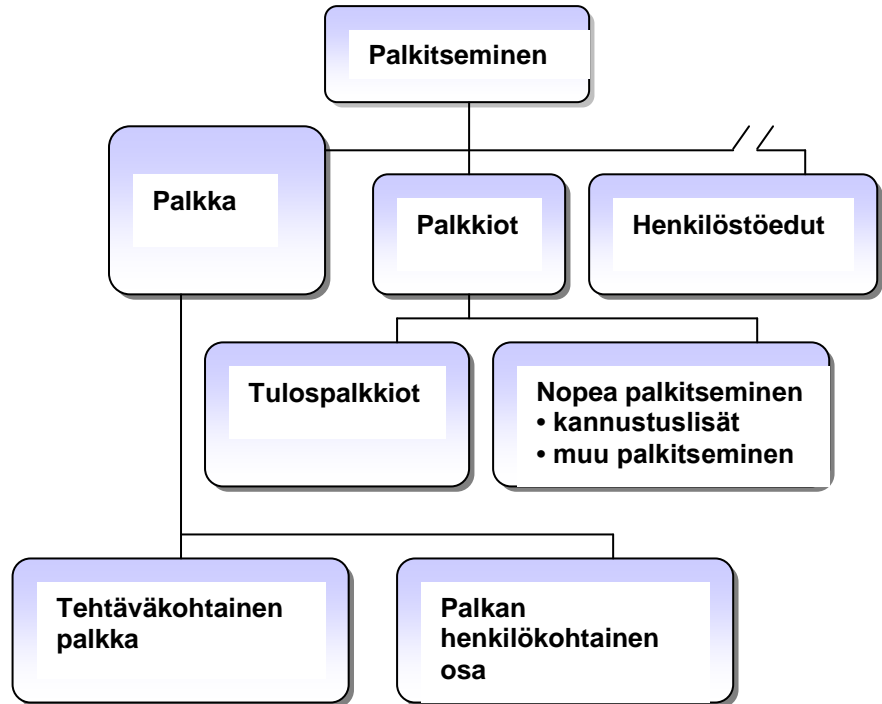 Palkitseminen
Palkka
Palkkiot
Henkilöstöedut
Tulospalkkiot
Nopea palkitseminen
• kannustuslisät
• muu palkitseminen
Tehtäväkohtainen
palkka
Palkan
henkilökohtainen
osa